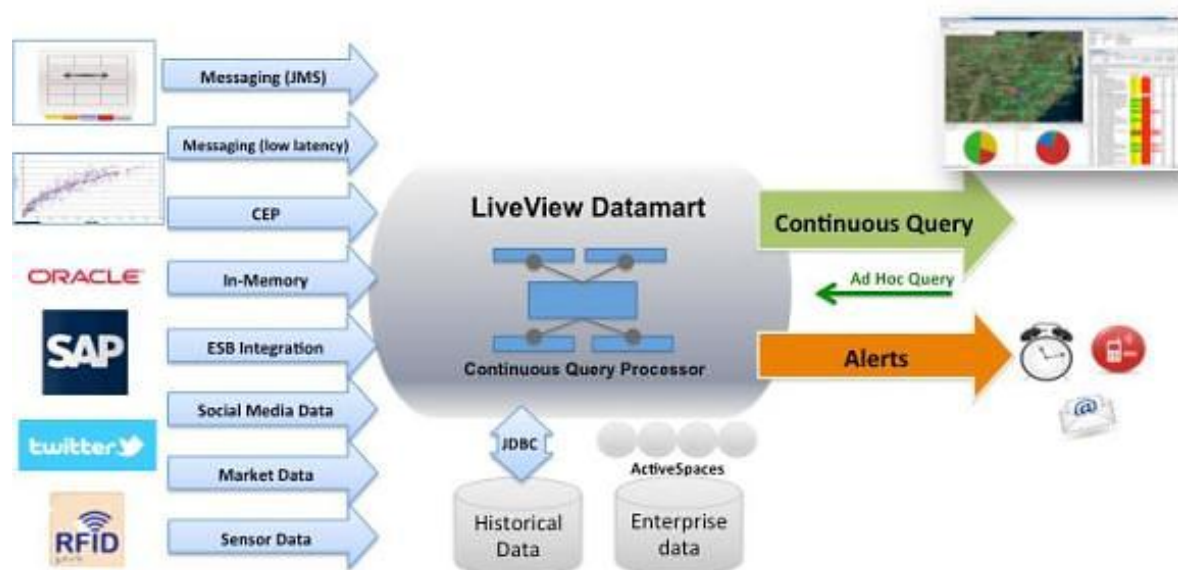 Messaging (JMS)
Messaging (low latency)
CEP
ORACLE
In-Memory
SAP
ESB Integration
Social Media Data
twitter
Market Data
RFID
Sensor Data
LiveView Datamart
Continuous Query Processor
JDBC
ActiveSpaces
Historical
Data
Enterprise
data
Continuous Query
Ad Hoc Query
Alerts
@